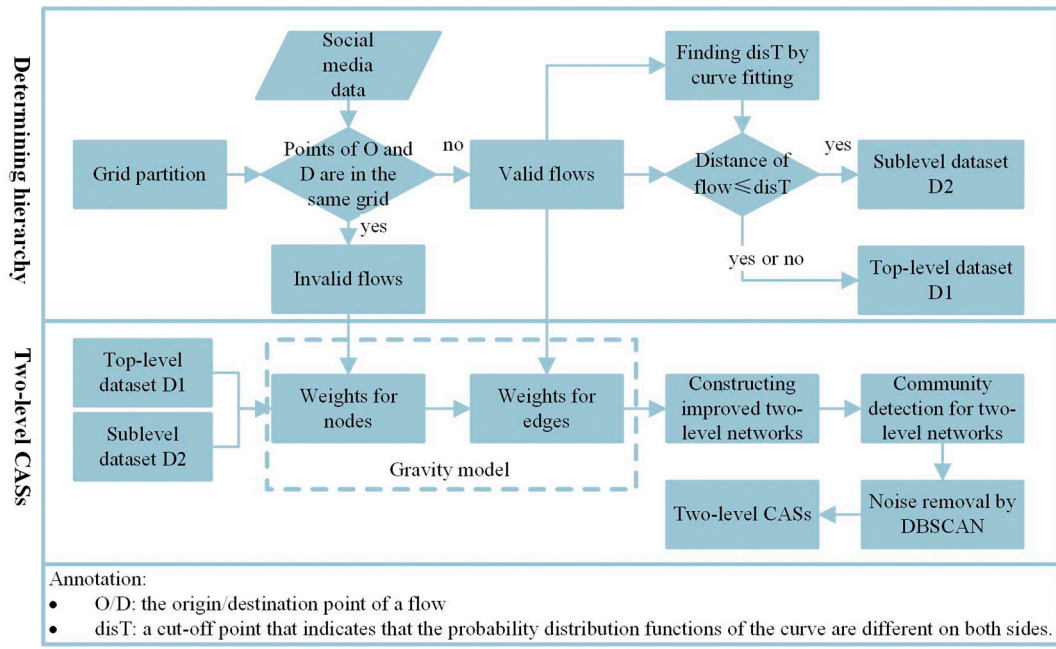 Determining hierarchy
Social
media
data
Finding disT by
curve fitting
Grid partition
Points of O and
D are in the
same grid
no
Valid flows
Distance of
flow≤disT
yes
Sublevel dataset
D2
yes
Invalid flows
yes or no
Top-level dataset
D1
Two-level CASs
Top-level
dataset D1
Sublevel
dataset D2
Weights for
nodes
Weights for
edges
Gravity model
Constructing
improved two-
level networks
Community
detection for two-
level networks
Two-level CASs
Noise removal by
DBSCAN
Annotation:
• O/D: the origin/destination point of a flow
• disT: a cut-off point that indicates that the probability distribution functions of the curve are different on both sides.